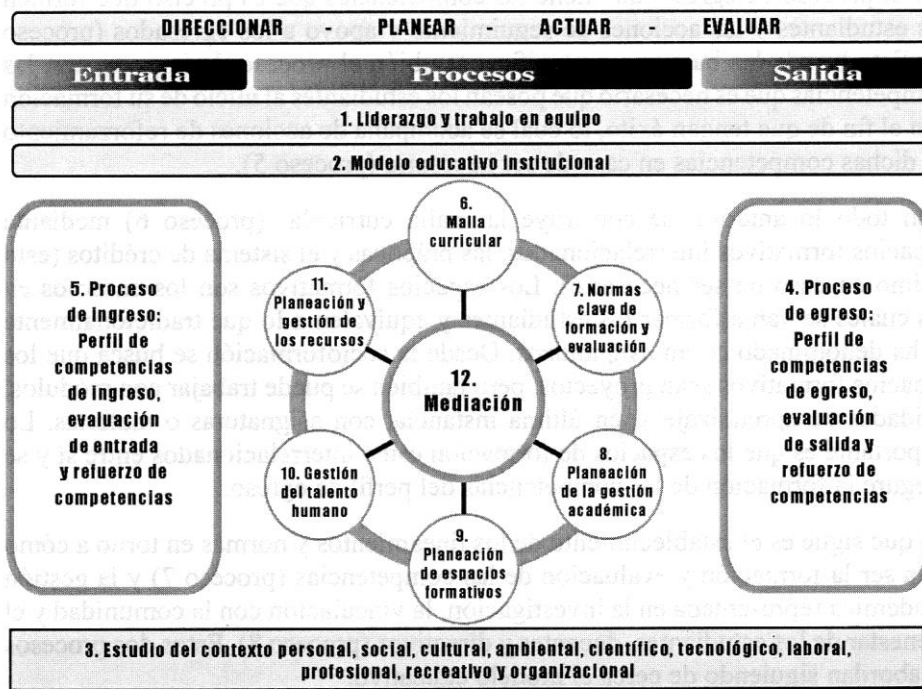 DIRECCIONAR PLANEAR ACTUAR EVALUAR
Entrada Procesos Salida
1. Liderazgo y trabajo en equipo
2. Modelo educativo institucional
5. Proceso
de ingreso:
Perfil de
competencias
de ingreso,
evaluación
de entrada
y refuerzo de
competencias
6.
Malla
curricular
11.
Planeación y
gestión de
los recursos
7. Normas
clave de
formación y
evaluación
12.
Mediación
10. Gestión
del talento
humano
8.
Planeación
de la gestión
académica
9.
Planeación
de espacios
formativos
4. Proceso
de egreso:
Perfil de
competencias
de egreso,
evaluación
de salida y
refuerzo de
competencias
3. Estudio del contexto personal, social, cultural, ambiental, científico, tecnológico, laboral,
profesional, recreativo y organizacional